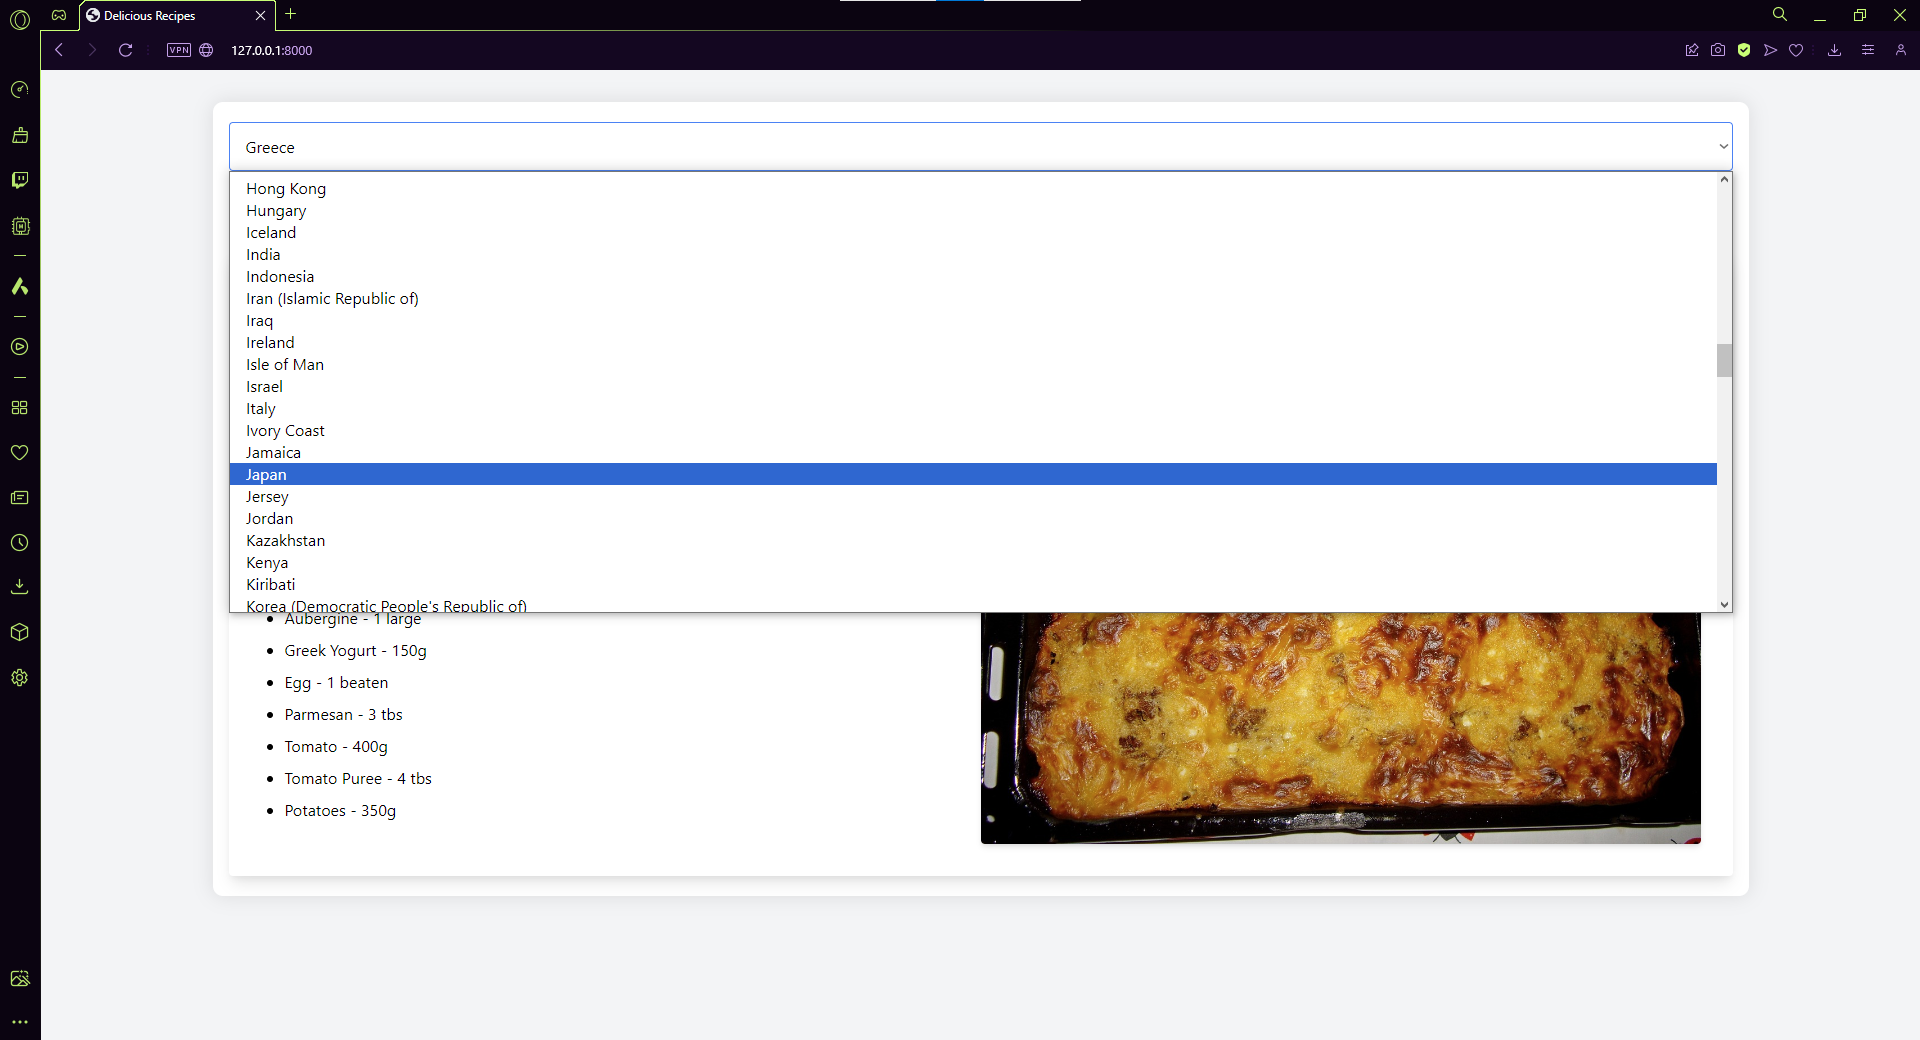 Delicious Recipes
VPN
127.0.0.1:8000
Greece
Hong Kong
Hungary
Iceland
India
Indonesia
Iran (Islamic Republic of)
Iraq
Ireland
Isle of Man
Israel
Italy
Ivory Coast
Jamaica
Japan
Jersey
Jordan
Kazakhstan
Kenya
Kiribati
Korea (Democratic People's Republic of)
Aubergine - 1 large
Greek Yogurt - 150g
Egg - 1 beaten
Parmesan - 3 tbs
Tomato - 400g
Tomato Puree - 4 tbs
Potatoes - 350g